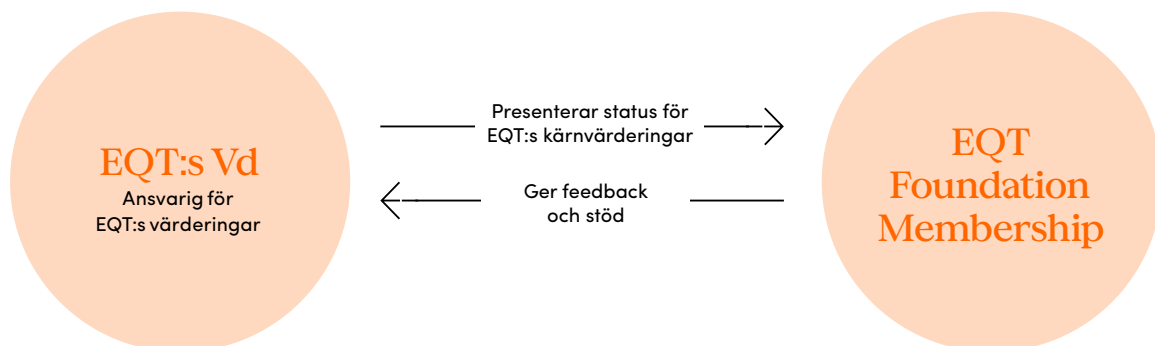 EQT:s Vd
Ansvarig för
EQT:s värderingar
Presenterar status för
EQT:s kärnvärderingar
Ger feedback
och stöd
EQT
Foundation
Membership